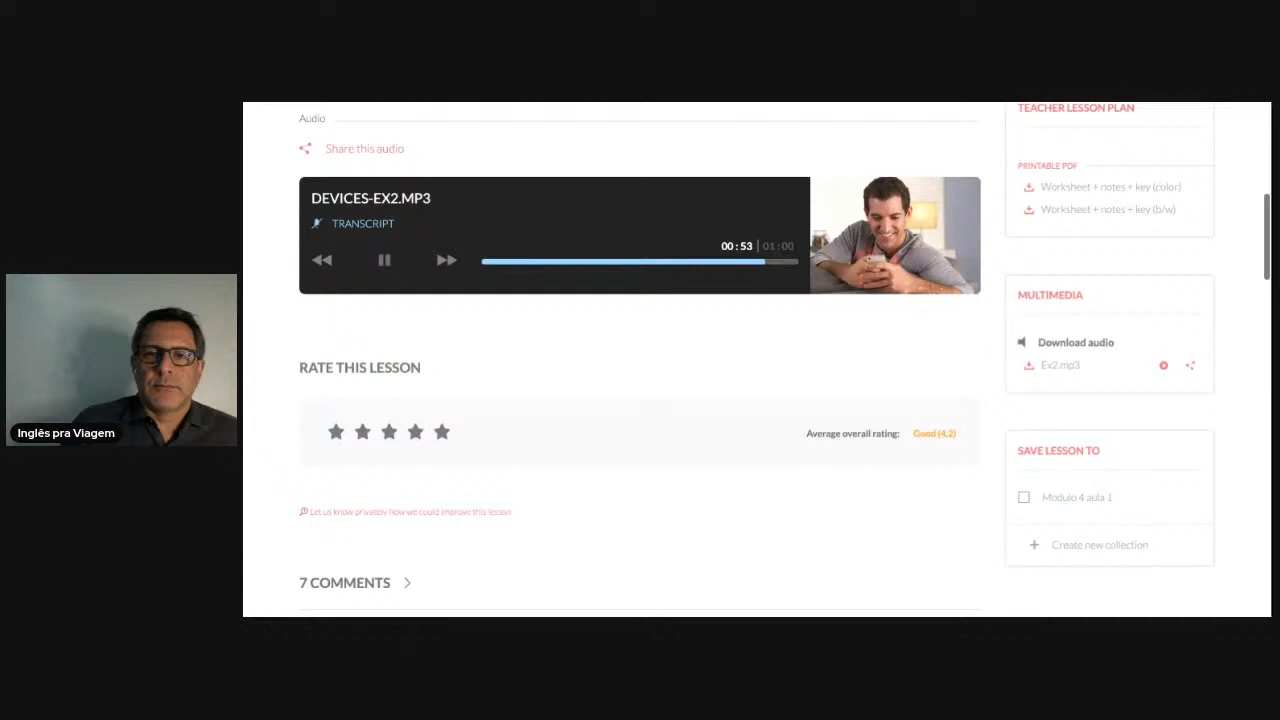 Audio
Share this audio
DEVICES-EX2.MP3
TRANSCRIPT
00:53 | 01:00
RATE THIS LESSON
Average overall rating: Good (4.2)
Let us know privately how we could improve this lesson
7 COMMENTS
TEACHER LESSON PLAN
PRINTABLE PDF
Worksheet + notes + key (color)
Worksheet + notes + key (b/w)
MULTIMEDIA
Download audio
Ex2.mp3
SAVE LESSON TO
Modulo 4 aula 1
Create new collection
Inglês pra Viagem